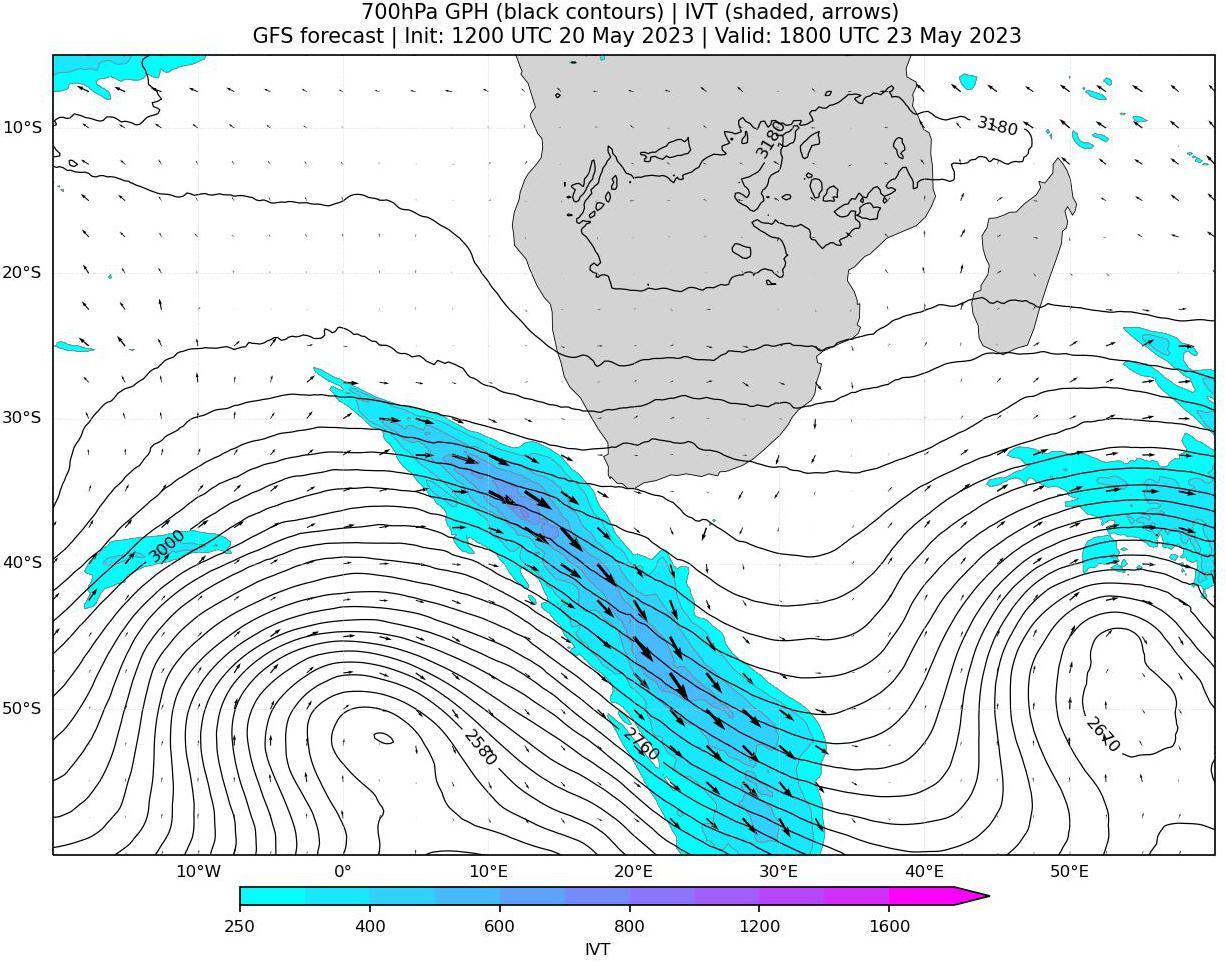 700hPa GPH (black contours) | IVT (shaded, arrows)
GFS forecast | Init: 1200 UTC 20 May 2023 | Valid: 1800 UTC 23 May 2023
10°S
3180
3180
20°S
30°S
3000
40°S
50°S
2580
2760
2670
10°W
0°
10°E
20°E
30°E
40°E
50°E
250
400
600
800
1200
1600
IVT